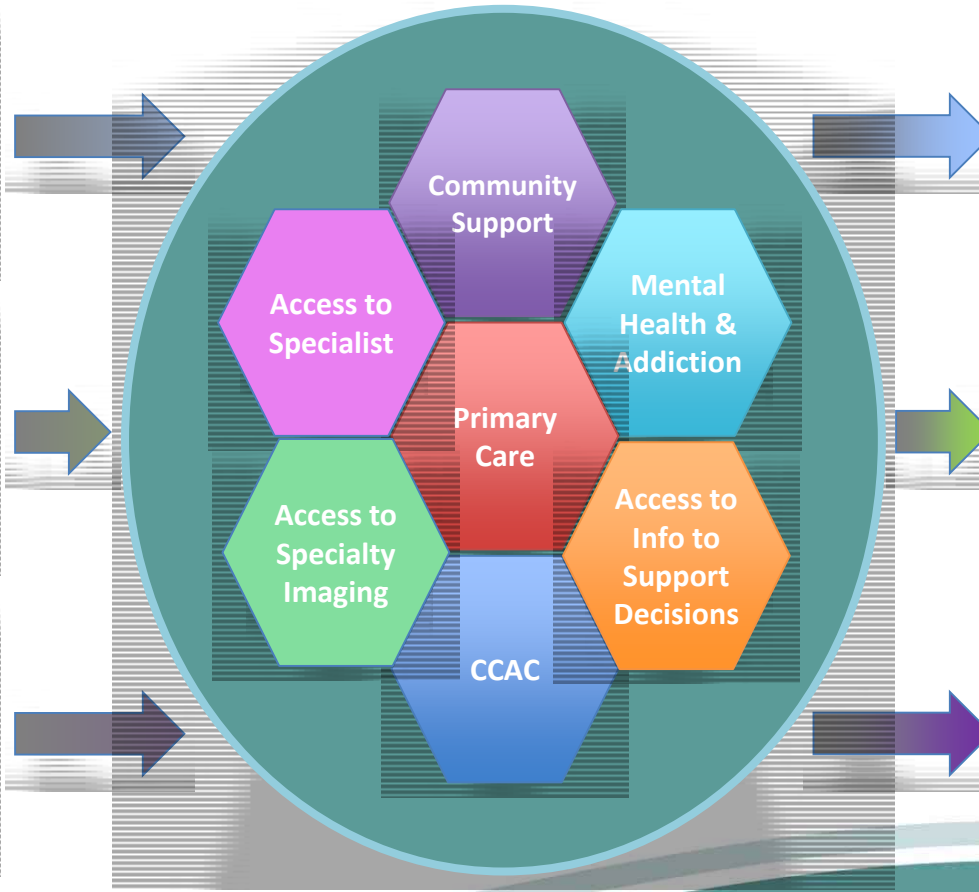 Community
Support
Access to
Specialist
Mental
Health &
Addiction
Primary
Care
Access to
Specialty
Imaging
Access to
Info to
Support
Decisions
CCAC